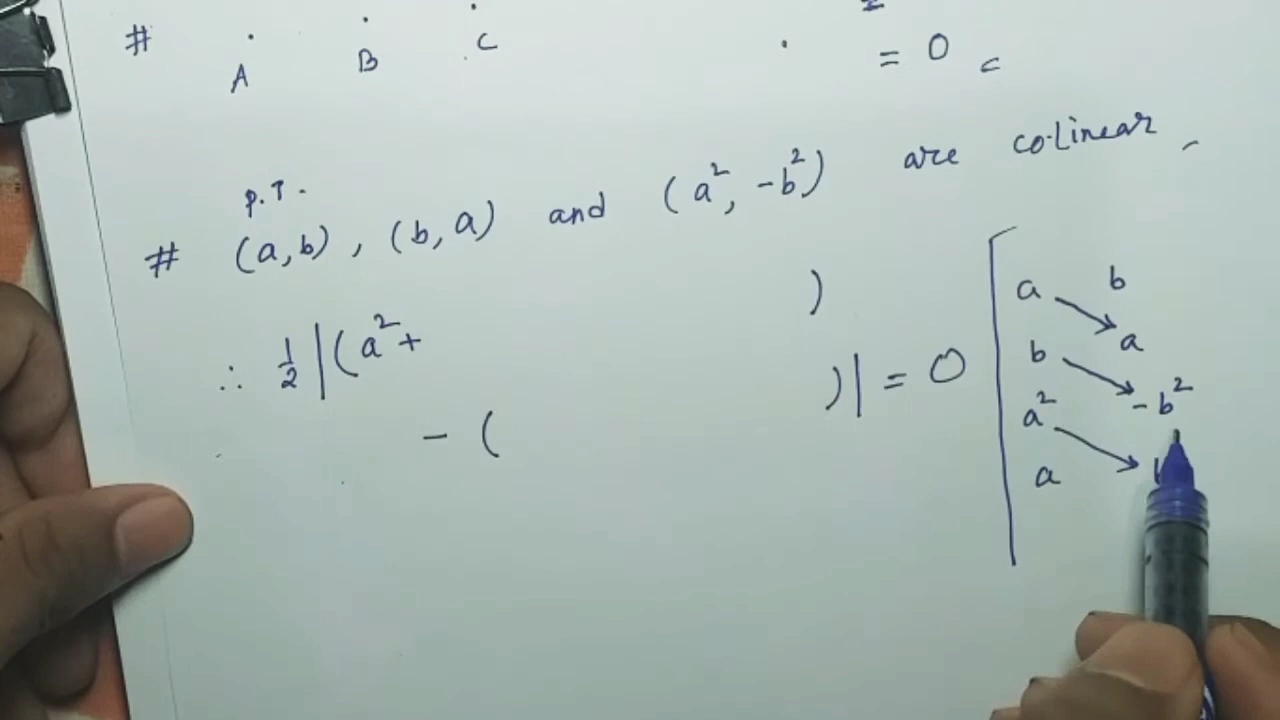 # A B C = 0 c
p.T.
# (a, b), (b, a) and (a², -b²) are co·linear
∴ 1/2 |(a² + )
- ( )| = 0
a b
b a
a² -b²
a b